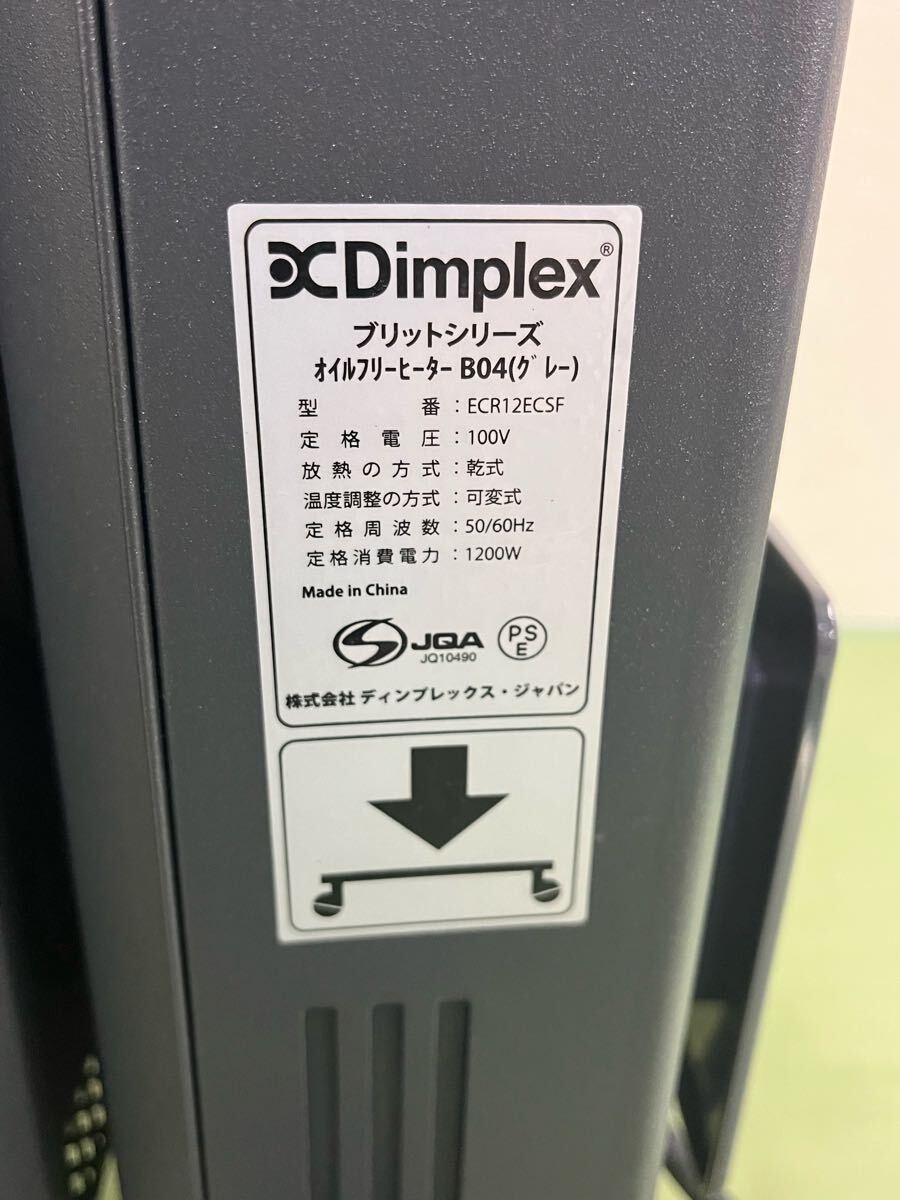 Dimplex®
ブリットシリーズ
ｵｲﾙﾌﾘｰﾋｰﾀｰ B04(ｸﾞﾚｰ)
型番：ECR12ECSF
定格電圧：100V
放熱の方式：乾式
温度調整の方式：可変式
定格周波数：50/60Hz
定格消費電力：1200W
Made in China
JQA
JQ10490
PSE
株式会社 ディンプレックス・ジャパン